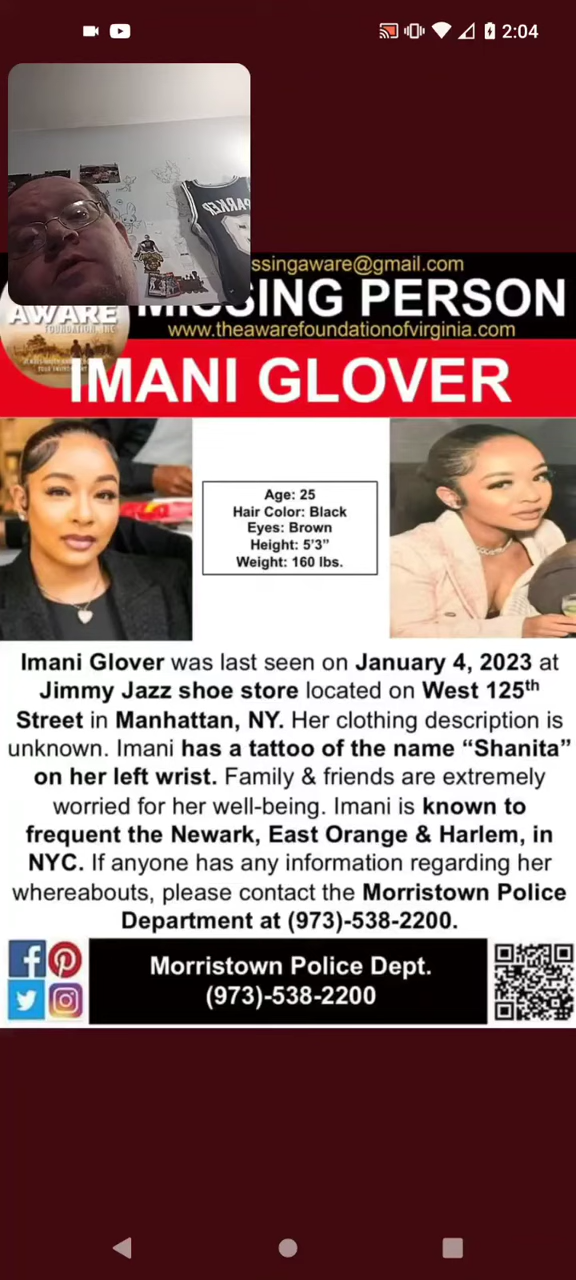 2:04
ssingaware@gmail.com
MISSING PERSON
www.theawarefoundationofvirginia.com
AWARE
FOUNDATION, INC.
IMANI GLOVER
PARKER
Age: 25
Hair Color: Black
Eyes: Brown
Height: 5'3”
Weight: 160 lbs.
Imani Glover was last seen on January 4, 2023 at
Jimmy Jazz shoe store located on West 125th
Street in Manhattan, NY. Her clothing description is
unknown. Imani has a tattoo of the name “Shanita”
on her left wrist. Family & friends are extremely
worried for her well-being. Imani is known to
frequent the Newark, East Orange & Harlem, in
NYC. If anyone has any information regarding her
whereabouts, please contact the Morristown Police
Department at (973)-538-2200.
Morristown Police Dept.
(973)-538-2200